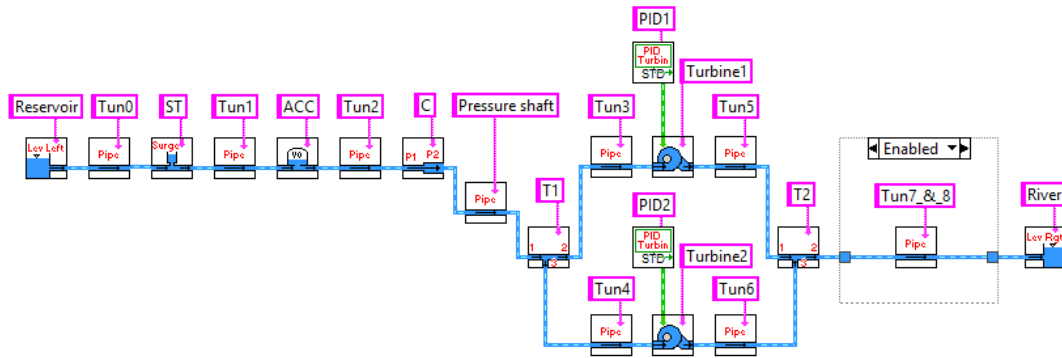 PID1
PID
Turbin
STD
Turbine1
Reservoir
Tun0
ST
Tun1
ACC
Tun2
C
Pressure shaft
Tun3
Tun5
Lev Left
Pipe
Surge
Pipe
V0
Pipe
P1 P2
Pipe
Pipe
Enabled
Pipe
T1
PID2
T2
Tun7_&_8
River
1 2
3
PID
Turbin
STD
Turbine2
1 2
3
Pipe
Lev Rgt
Tun4
Tun6
Pipe
Pipe